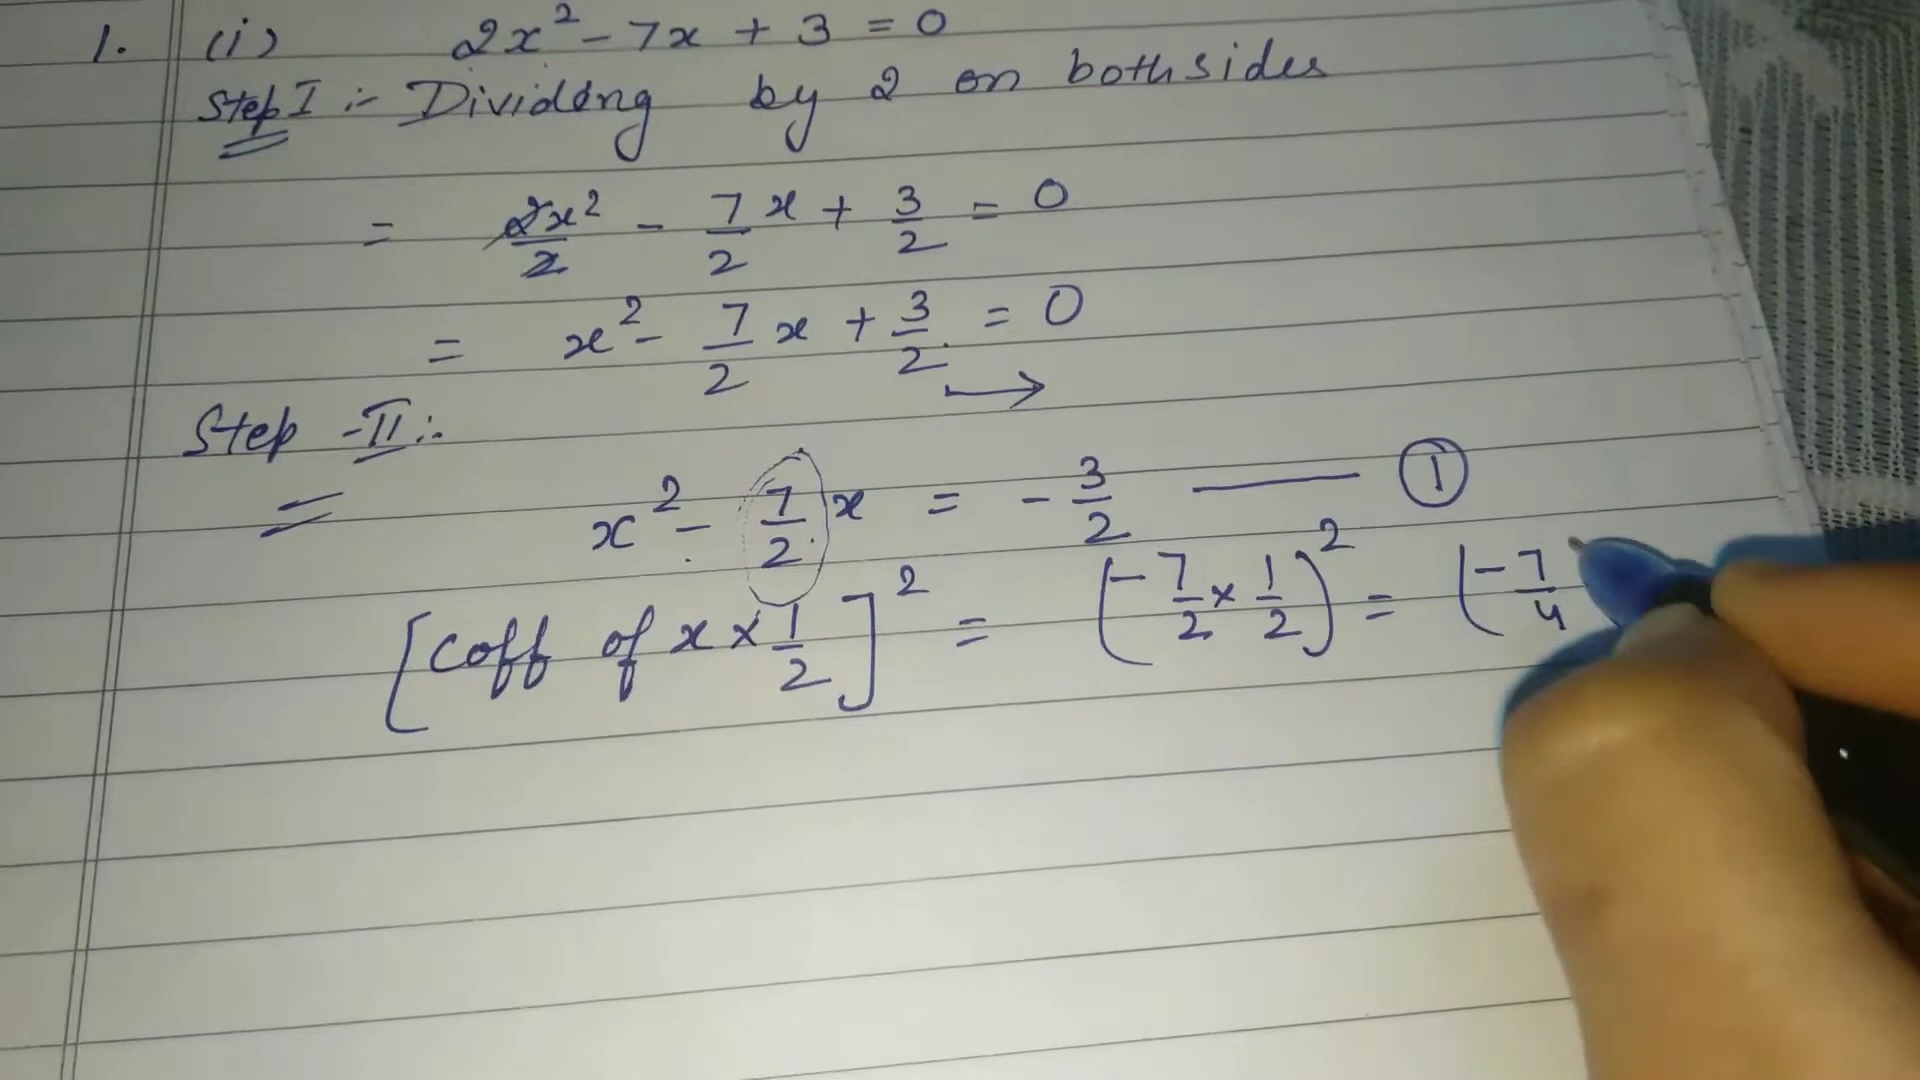 1. (i) 2x² - 7x + 3 = 0
Step I :- Dividing by 2 on both sides
= 2x²/2 - 7/2 x + 3/2 = 0
= x² - 7/2 x + 3/2 = 0
Step - II :-
x² - 7/2 x = - 3/2 —— ①
[Coff of x × 1/2]² = (- 7/2 × 1/2)² = (- 7/4